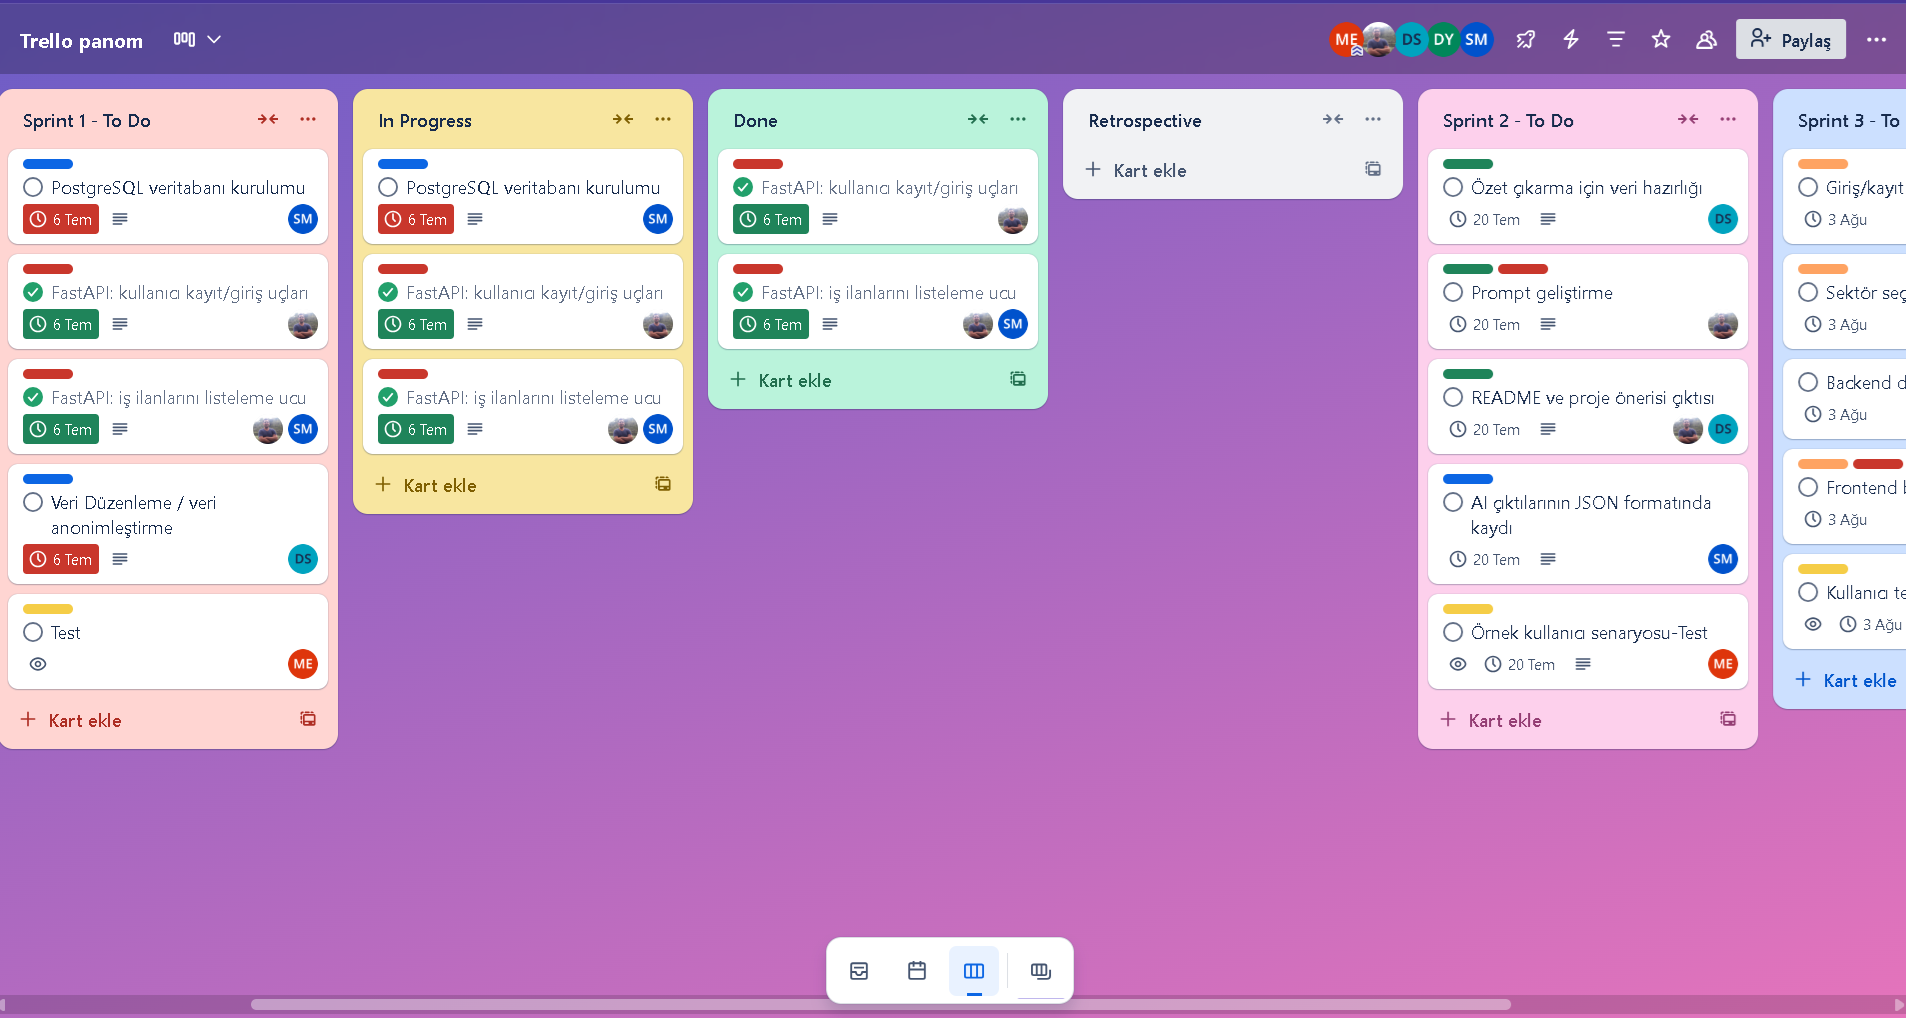 Trello panom
ME
DS
DY
SM
Paylaş
Sprint 1 - To Do
PostgreSQL veritabanı kurulumu
6 Tem
SM
FastAPI: kullanıcı kayıt/giriş uçları
6 Tem
FastAPI: iş ilanlarını listeleme ucu
6 Tem
SM
Veri Düzenleme / veri
anonimleştirme
6 Tem
DS
Test
ME
Kart ekle
In Progress
PostgreSQL veritabanı kurulumu
6 Tem
SM
FastAPI: kullanıcı kayıt/giriş uçları
6 Tem
FastAPI: iş ilanlarını listeleme ucu
6 Tem
SM
Kart ekle
Done
FastAPI: kullanıcı kayıt/giriş uçları
6 Tem
FastAPI: iş ilanlarını listeleme ucu
6 Tem
SM
Kart ekle
Retrospective
Kart ekle
Sprint 2 - To Do
Özet çıkarma için veri hazırlığı
20 Tem
DS
Prompt geliştirme
20 Tem
README ve proje önerisi çıktısı
20 Tem
DS
AI çıktılarının JSON formatında
kaydı
20 Tem
SM
Örnek kullanıcı senaryosu-Test
20 Tem
ME
Kart ekle
Sprint 3 - To
Giriş/kayıt
3 Ağu
Sektör seç
3 Ağu
Backend d
3 Ağu
Frontend b
3 Ağu
Kullanıcı te
3 Ağu
Kart ekle